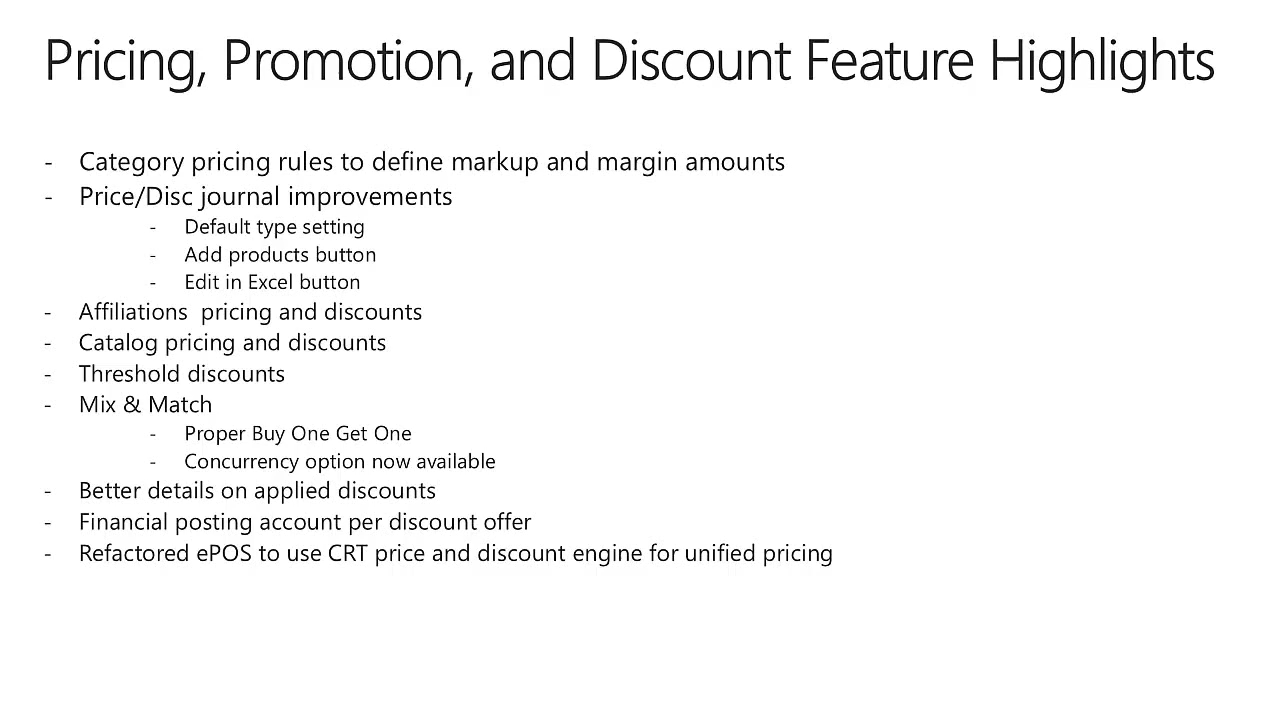 Pricing, Promotion, and Discount Feature Highlights
- Category pricing rules to define markup and margin amounts
- Price/Disc journal improvements
- Default type setting
- Add products button
- Edit in Excel button
- Affiliations  pricing and discounts
- Catalog pricing and discounts
- Threshold discounts
- Mix & Match
- Proper Buy One Get One
- Concurrency option now available
- Better details on applied discounts
- Financial posting account per discount offer
- Refactored ePOS to use CRT price and discount engine for unified pricing